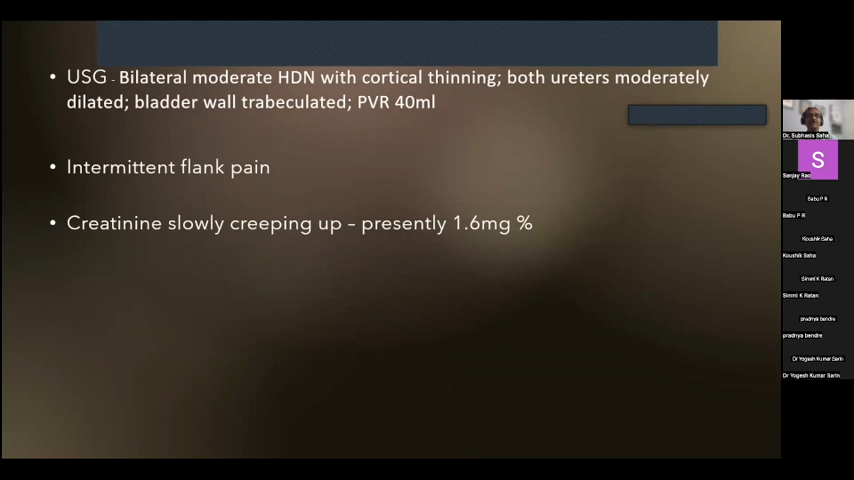 • USG - Bilateral moderate HDN with cortical thinning; both ureters moderately
dilated; bladder wall trabeculated; PVR 40ml
• Intermittent flank pain
• Creatinine slowly creeping up – presently 1.6mg %
Dr. Subhasis Saha
S
Sanjay Rao
Babu P R
Babu P R
Koushik Saha
Koushik Saha
Simmi K Ratan
Simmi K Ratan
pradnya bendre
pradnya bendre
Dr Yogesh Kumar Sarin
Dr Yogesh Kumar Sarin